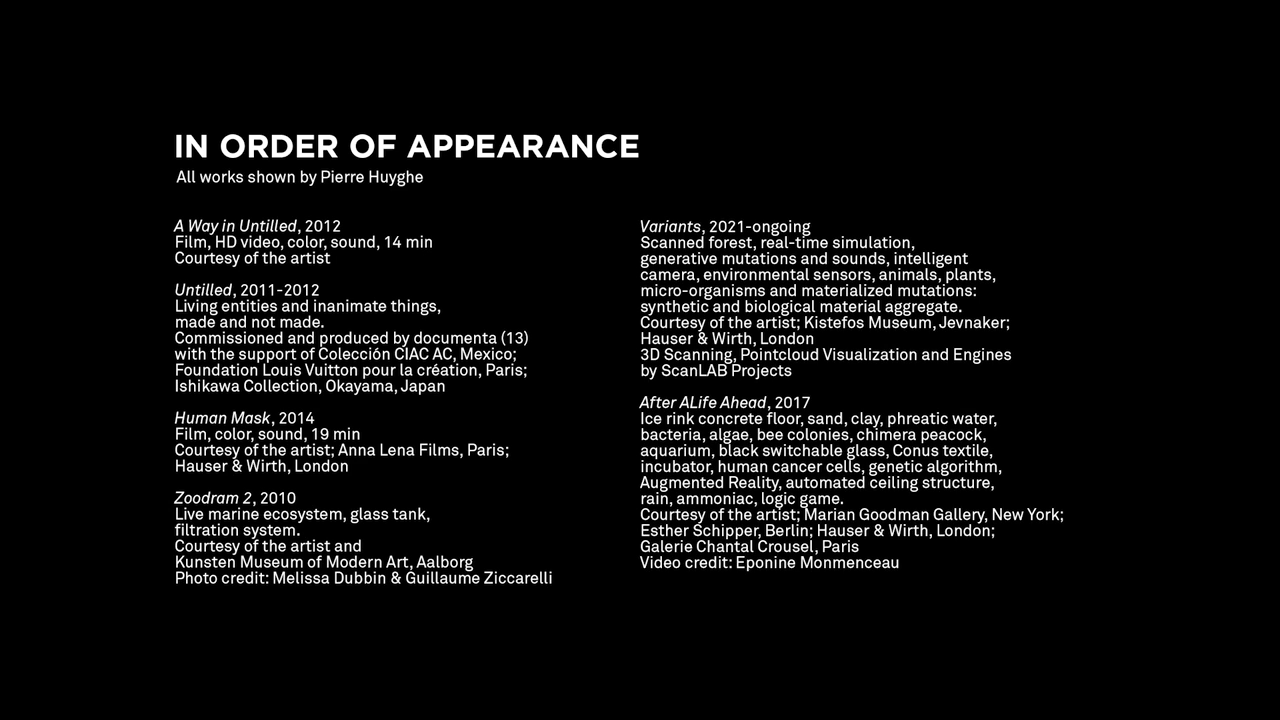 IN ORDER OF APPEARANCE
All works shown by Pierre Huyghe
A Way in Untilled, 2012
Film, HD video, color, sound, 14 min
Courtesy of the artist
Untilled, 2011-2012
Living entities and inanimate things,
made and not made.
Commissioned and produced by documenta (13)
with the support of Colección CIAC AC, Mexico;
Foundation Louis Vuitton pour la création, Paris;
Ishikawa Collection, Okayama, Japan
Human Mask, 2014
Film, color, sound, 19 min
Courtesy of the artist; Anna Lena Films, Paris;
Hauser & Wirth, London
Zoodram 2, 2010
Live marine ecosystem, glass tank,
filtration system.
Courtesy of the artist and
Kunsten Museum of Modern Art, Aalborg
Photo credit: Melissa Dubbin & Guillaume Ziccarelli
Variants, 2021-ongoing
Scanned forest, real-time simulation,
generative mutations and sounds, intelligent
camera, environmental sensors, animals, plants,
micro-organisms and materialized mutations:
synthetic and biological material aggregate.
Courtesy of the artist; Kistefos Museum, Jevnaker;
Hauser & Wirth, London
3D Scanning, Pointcloud Visualization and Engines
by ScanLAB Projects
After ALife Ahead, 2017
Ice rink concrete floor, sand, clay, phreatic water,
bacteria, algae, bee colonies, chimera peacock,
aquarium, black switchable glass, Conus textile,
incubator, human cancer cells, genetic algorithm,
Augmented Reality, automated ceiling structure,
rain, ammoniac, logic game.
Courtesy of the artist; Marian Goodman Gallery, New York;
Esther Schipper, Berlin; Hauser & Wirth, London;
Galerie Chantal Crousel, Paris
Video credit: Eponine Monmenceau